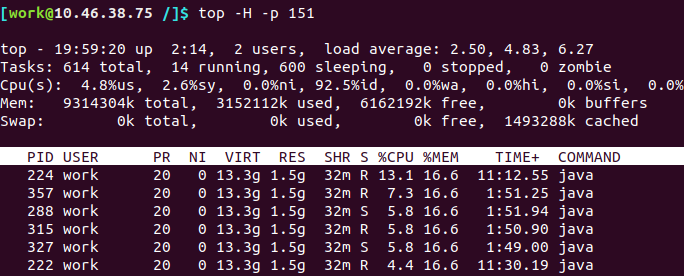 [work@10.46.38.75 /]$ top -H -p 151
top - 19:59:20 up  2:14,  2 users,  load average: 2.50, 4.83, 6.27
Tasks: 614 total,  14 running, 600 sleeping,   0 stopped,   0 zombie
Cpu(s):  4.8%us,  2.6%sy,  0.0%ni, 92.5%id,  0.0%wa,  0.0%hi,  0.0%si,  0.0%
Mem:   9314304k total,  3152112k used,  6162192k free,        0k buffers
Swap:        0k total,        0k used,        0k free,  1493288k cached
PID USER      PR  NI  VIRT  RES  SHR S %CPU %MEM    TIME+  COMMAND
224 work      20   0 13.3g 1.5g  32m R 13.1 16.6  11:12.55 java
357 work      20   0 13.3g 1.5g  32m R  7.3 16.6   1:51.25 java
288 work      20   0 13.3g 1.5g  32m S  5.8 16.6   1:51.94 java
315 work      20   0 13.3g 1.5g  32m R  5.8 16.6   1:50.90 java
327 work      20   0 13.3g 1.5g  32m S  5.8 16.6   1:49.00 java
222 work      20   0 13.3g 1.5g  32m R  4.4 16.6  11:30.19 java